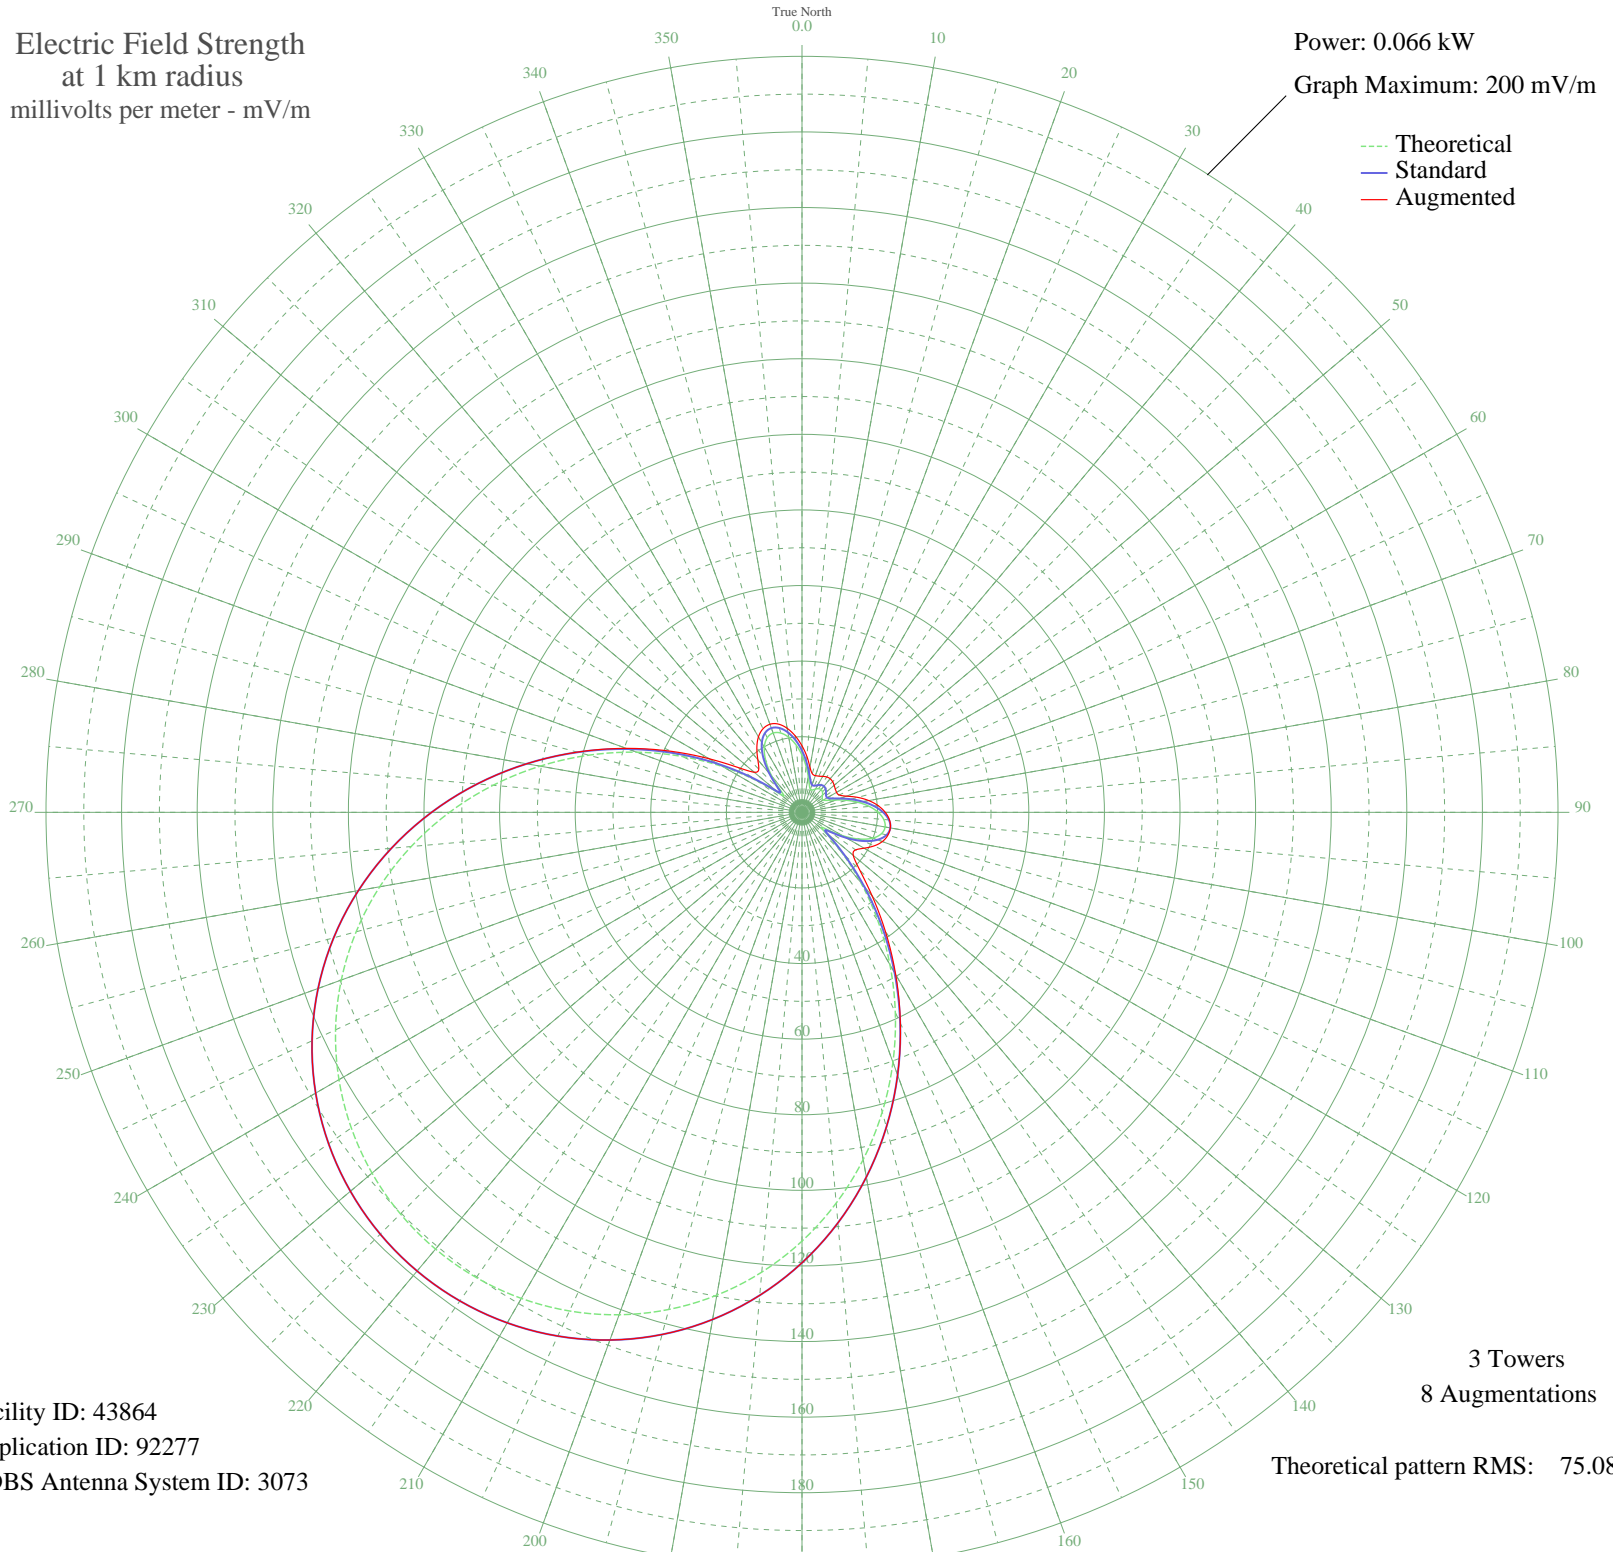 True North
0.0
Electric Field Strength
at 1 km radius
millivolts per meter - mV/m
Power: 0.066 kW
Graph Maximum: 200 mV/m
Theoretical
Standard
Augmented
10
20
30
40
50
60
70
80
90
100
110
120
130
140
150
160
200
210
220
230
240
250
260
270
280
290
300
310
320
330
340
350
40
60
80
100
120
140
160
180
3 Towers
8 Augmentations
Theoretical pattern RMS: 75.08
cility ID: 43864
plication ID: 92277
DBS Antenna System ID: 3073